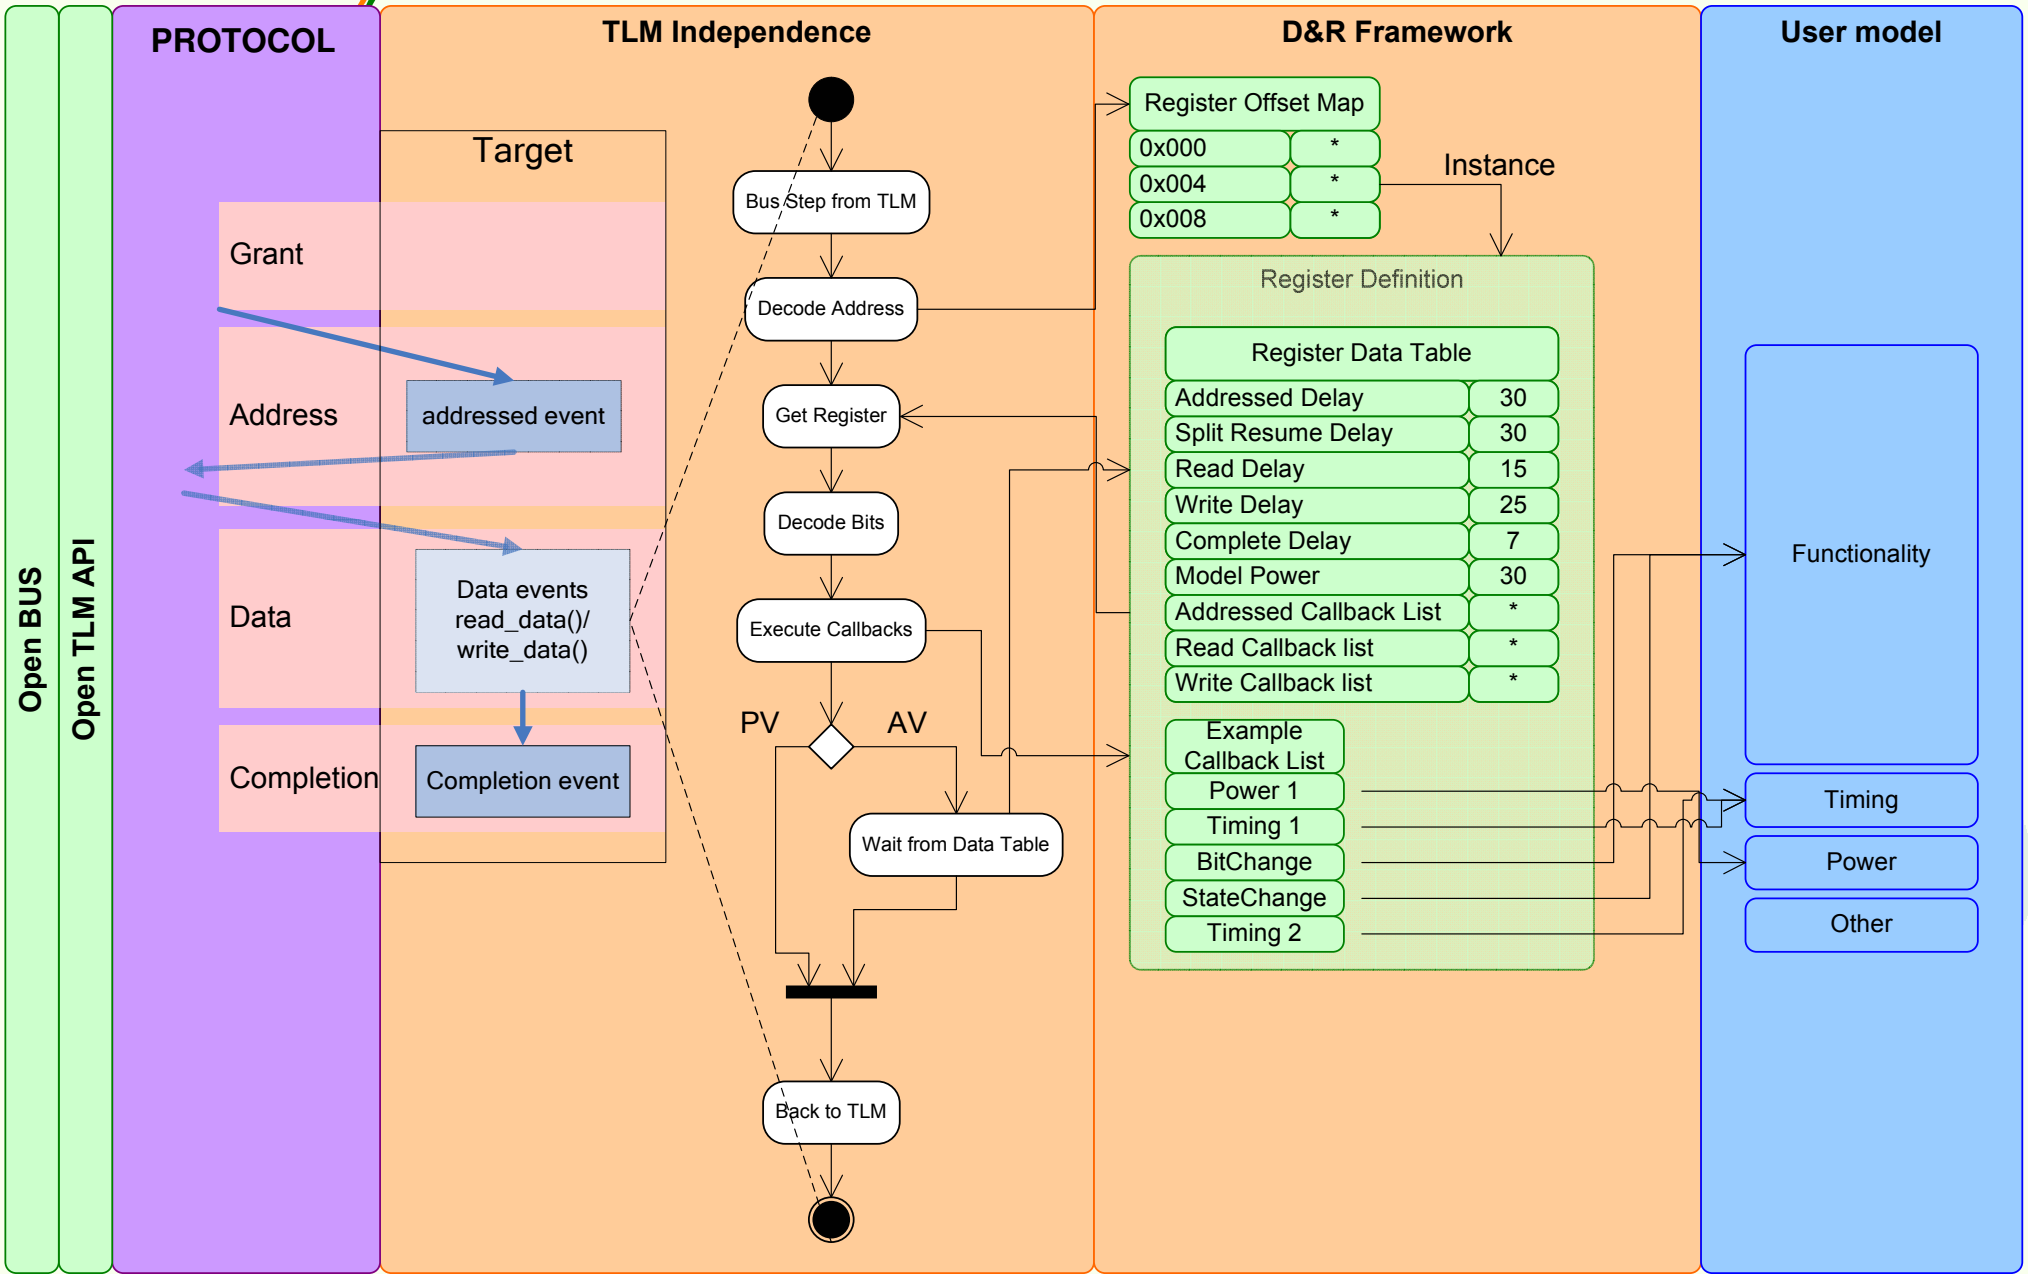 Open BUS
Open TLM API
PROTOCOL
TLM Independence
D&R Framework
User model
Target
Grant
Address
addressed event
Data
Data events
read_data()/
write_data()
Completion
Completion event
Bus Step from TLM
Decode Address
Get Register
Decode Bits
Execute Callbacks
PV
AV
Wait from Data Table
Back to TLM
Register Offset Map
0x000 *
0x004 *
0x008 *
Instance
Register Definition
Register Data Table
Addressed Delay 30
Split Resume Delay 30
Read Delay 15
Write Delay 25
Complete Delay 7
Model Power 30
Addressed Callback List *
Read Callback list *
Write Callback list *
Example
Callback List
Power 1
Timing 1
BitChange
StateChange
Timing 2
Functionality
Timing
Power
Other